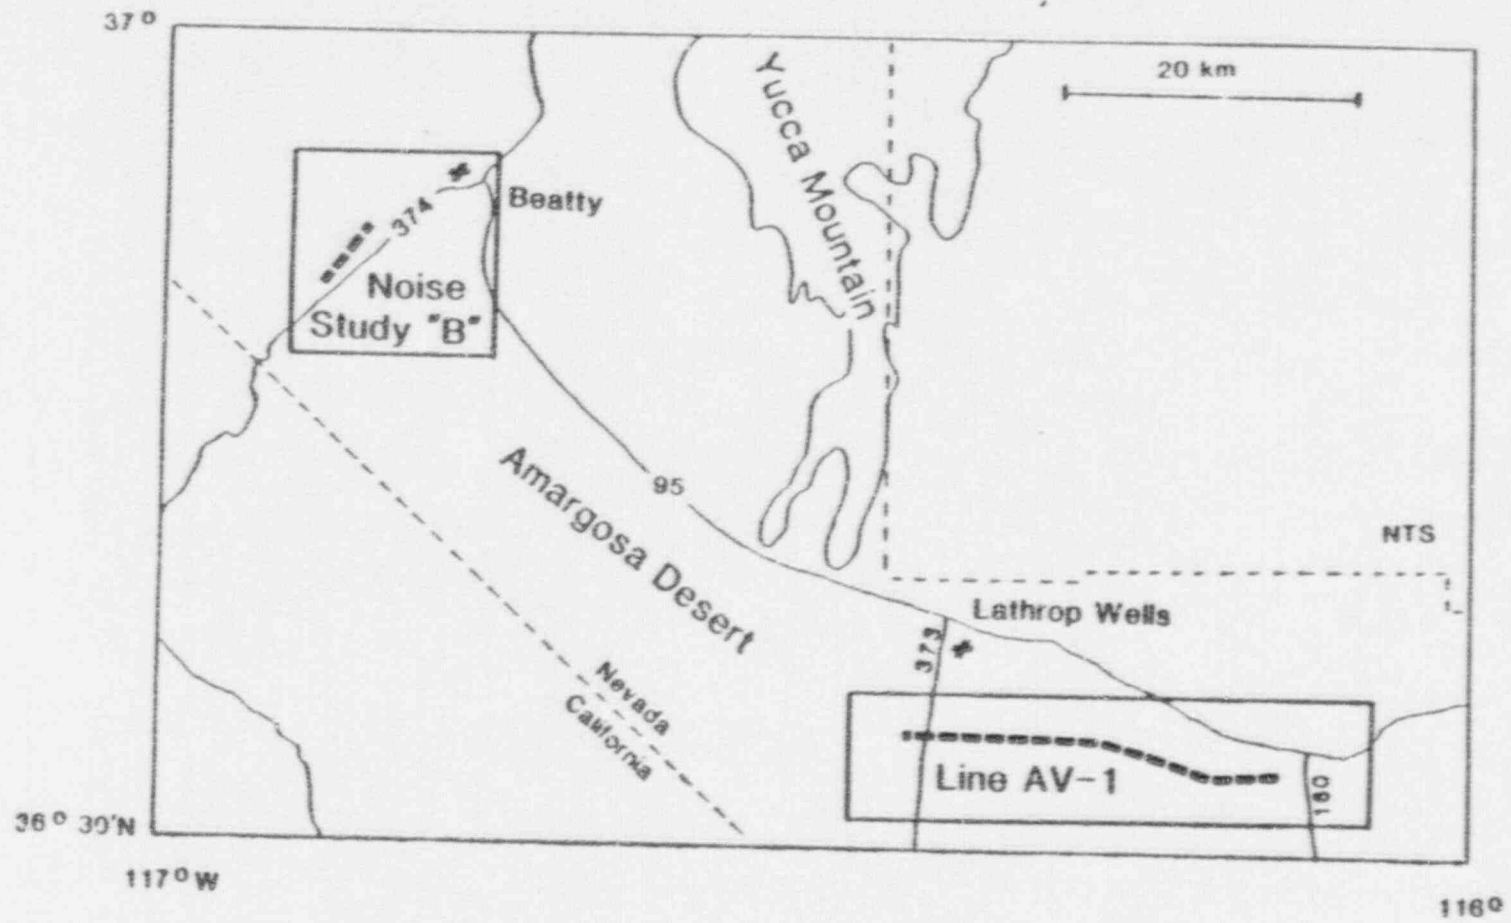 37°
20 km
Yucca Mountain
Beatty
374
Noise
Study "B"
95
Amargosa Desert
NTS
Lathrop Wells
373
Nevada
California
Line AV-1
160
36° 30'N
117° W
116°